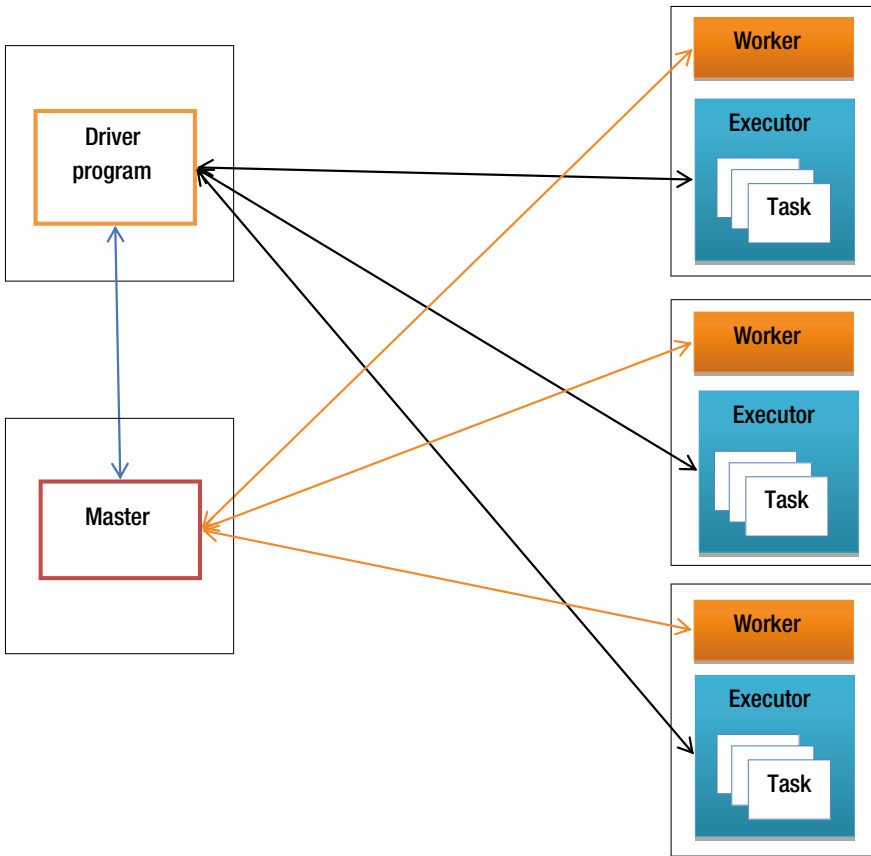 Driver
program
Master
Worker
Executor
Task
Worker
Executor
Task
Worker
Executor
Task